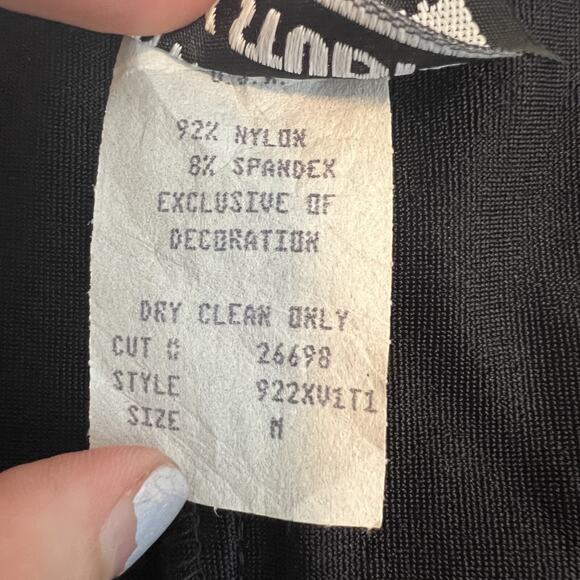 92% NYLON
8% SPANDEX
EXCLUSIVE OF
DECORATION
DRY CLEAN ONLY
CUT # 26698
STYLE 922XV1T1
SIZE M